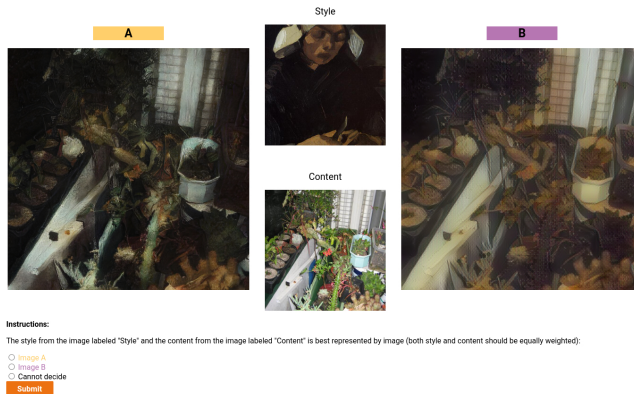 Style
A
B
Content
Instructions:
The style from the image labeled "Style" and the content from the image labeled "Content" is best represented by image (both style and content should be equally weighted):
Image A
Image B
Cannot decide
Submit